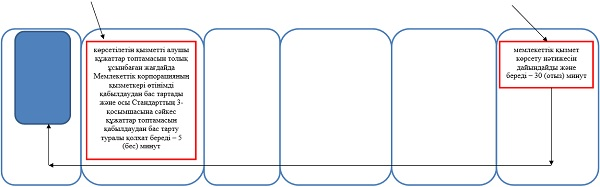 көрсетілетін қызметті алушы
құжаттар топтамасын толық
ұсынбаған жағдайда
Мемлекеттік корпорацияның
қызметкері өтінімді
қабылдаудан бас тартады
және осы Стандарттың 3-
қосымшасына сәйкес
құжаттар топтамасын
қабылдаудан бас тарту
туралы қолхат береді – 5
(бес) минут
мемлекеттік қызмет
көрсету нәтижесін
дайындайды және
береді – 30 (отыз) минут